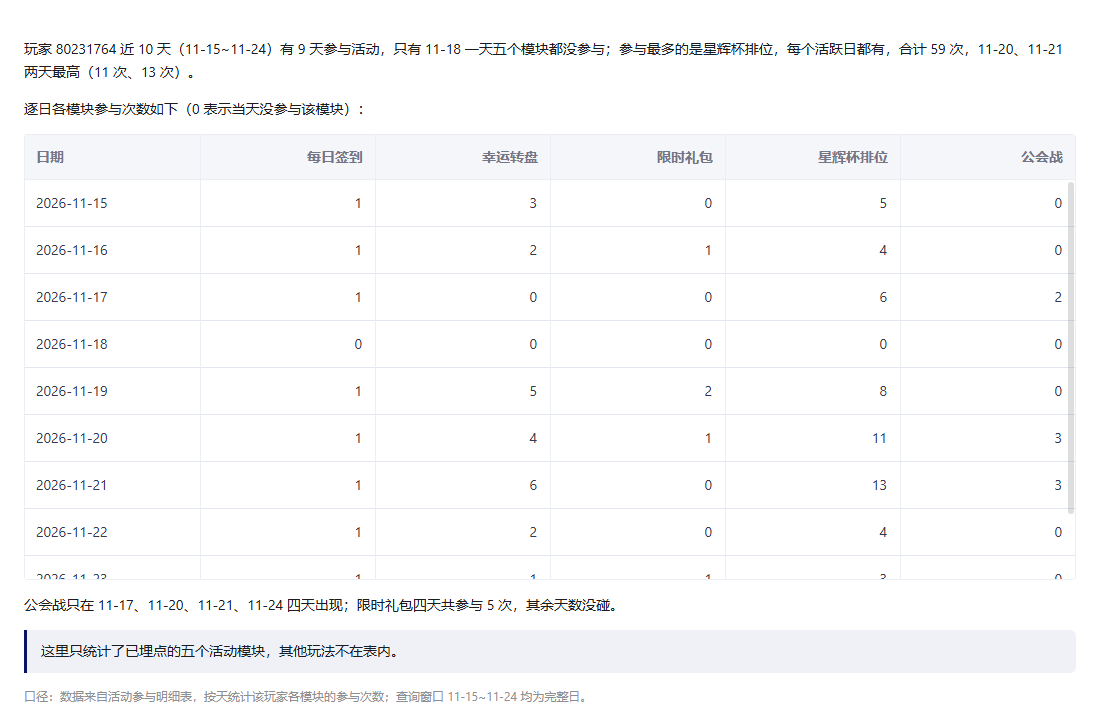 玩家 80231764 近 10 天（11-15~11-24）有 9 天参与活动，只有 11-18 一天五个模块都没参与；参与最多的是星辉杯排位，每个活跃日都有，合计 59 次，11-20、11-21
两天最高（11 次、13 次）。
逐日各模块参与次数如下（0 表示当天没参与该模块）：
日期 每日签到 幸运转盘 限时礼包 星辉杯排位 公会战
2026-11-15 1 3 0 5 0
2026-11-16 1 2 1 4 0
2026-11-17 1 0 0 6 2
2026-11-18 0 0 0 0 0
2026-11-19 1 5 2 8 0
2026-11-20 1 4 1 11 3
2026-11-21 1 6 0 13 3
2026-11-22 1 2 0 4 0
2026-11-23 1 1 1 3 0
公会战只在 11-17、11-20、11-21、11-24 四天出现；限时礼包四天共参与 5 次，其余天数没碰。
这里只统计了已埋点的五个活动模块，其他玩法不在表内。
口径：数据来自活动参与明细表，按天统计该玩家各模块的参与次数；查询窗口 11-15~11-24 均为完整日。